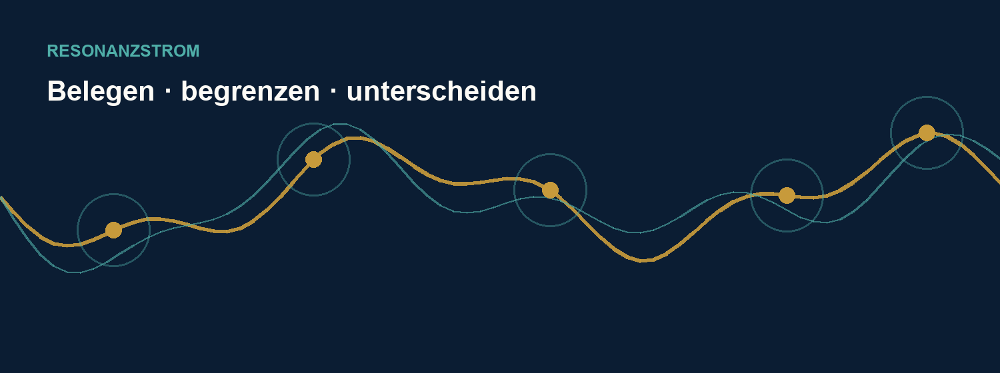 RESONANZSTROM
Belegen · begrenzen · unterscheiden